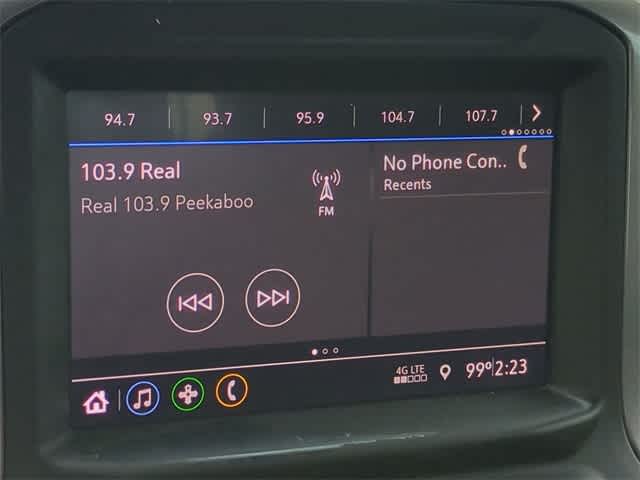 94.7 93.7 95.9 104.7 107.7
103.9 Real
Real 103.9 Peekaboo
FM
No Phone Con..
Recents
4G LTE
99° 2:23